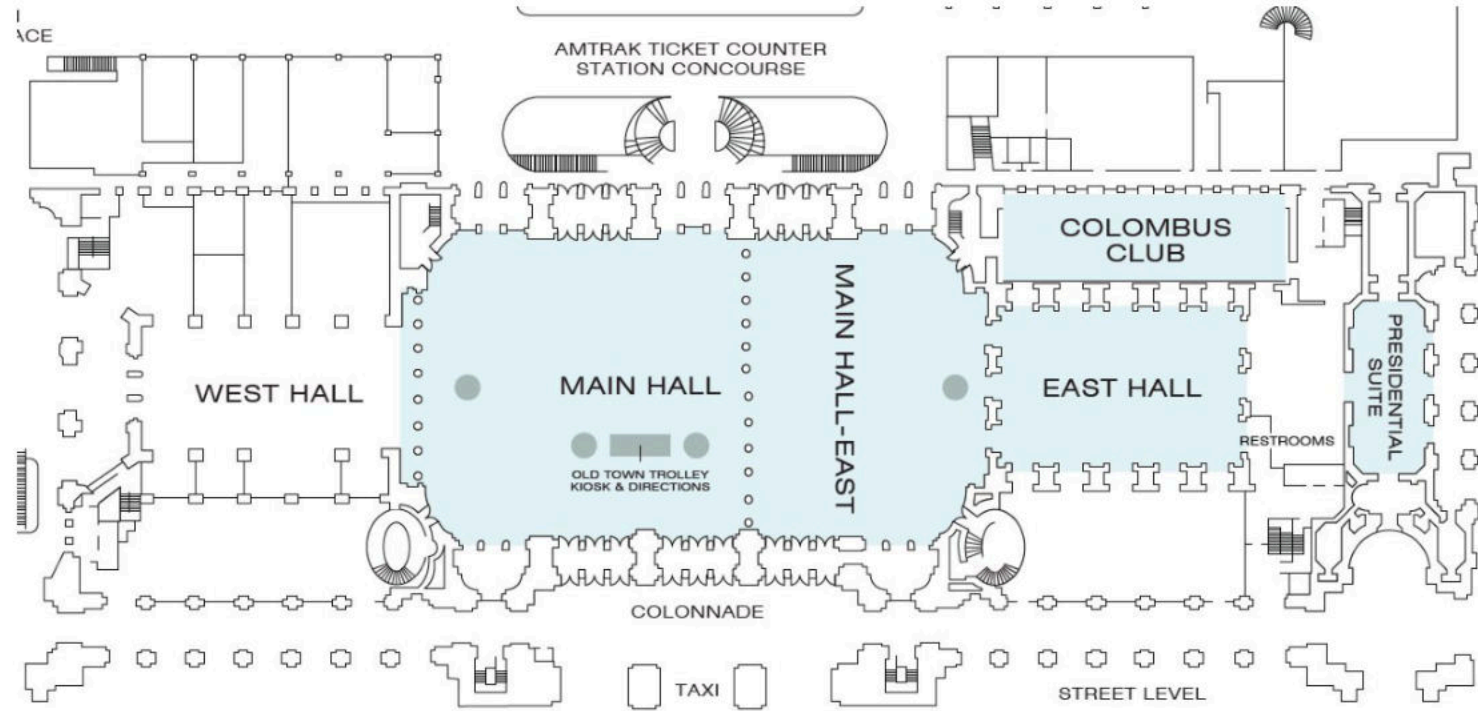 ACE
AMTRAK TICKET COUNTER
STATION CONCOURSE
COLOMBUS
CLUB
WEST HALL
MAIN HALL
MAIN HALL-EAST
EAST HALL
PRESIDENTIAL
SUITE
OLD TOWN TROLLEY
KIOSK & DIRECTIONS
RESTROOMS
COLONNADE
TAXI
STREET LEVEL